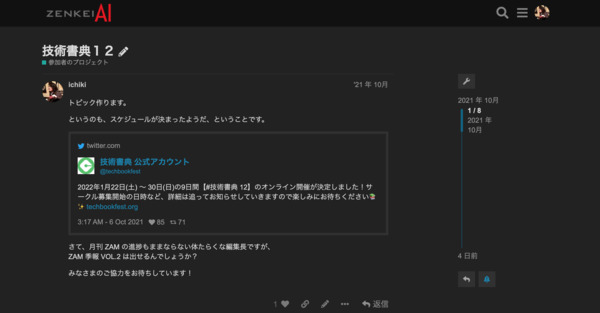 ZENKEI AI
技術書典１２
参加者のプロジェクト
ichiki
'21 年 10月
トピック作ります。
というのも、スケジュールが決まったようだ、ということです。
twitter.com
技術書典 公式アカウント
@techbookfest
2022年1月22日(土) 〜 30日(日)の9日間【#技術書典 12】のオンライン開催が決定しました！サ
ークル募集開始の日時など、詳細は追ってお知らせしていきますので楽しみにお待ちください
techbookfest.org
3:17 AM - 6 Oct 2021 85 71
さて、月刊 ZAM の進捗もままならない体たらくな編集長ですが、
ZAM 季報 VOL.2 は出せるんでしょうか？
みなさまのご協力をお待ちしています！
1
返信
2021 年 10月
1 / 8
2021 年
10月
4 日前